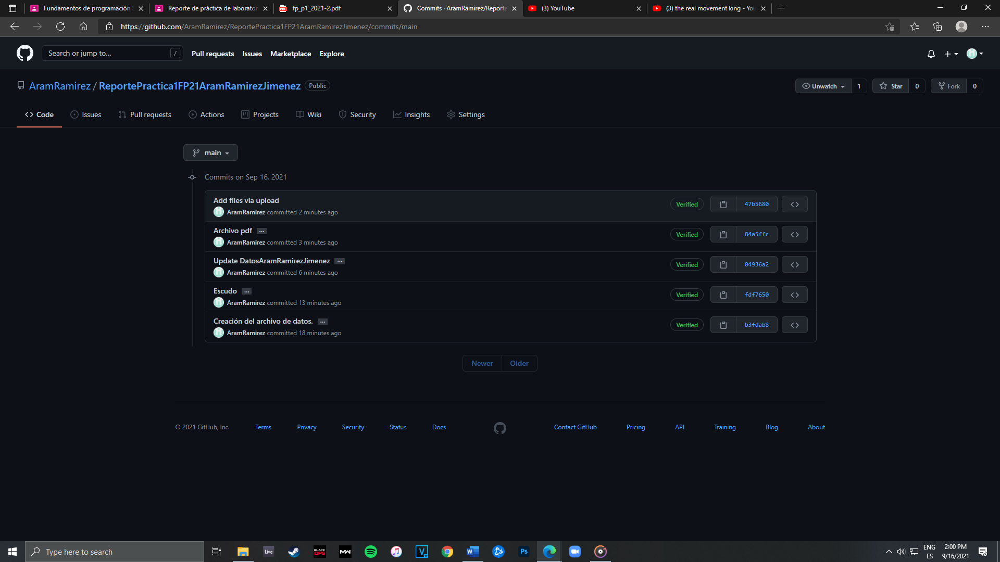 Fundamentos de programación
Reporte de práctica de laborator
fp_p1_2021-2.pdf
Commits · AramRamirez/Reporte
(3) YouTube
(3) the real movement king - You
https://github.com/AramRamirez/ReportePractica1FP21AramRamirezJimenez/commits/main
Search or jump to...
/
Pull requests
Issues
Marketplace
Explore
AramRamirez / ReportePractica1FP21AramRamirezJimenez
Public
Unwatch 1
Star 0
Fork 0
Code
Issues
Pull requests
Actions
Projects
Wiki
Security
Insights
Settings
main
Commits on Sep 16, 2021
Add files via upload
AramRamirez committed 2 minutes ago
Verified
47b5680
Archivo pdf ...
AramRamirez committed 3 minutes ago
Verified
84a5ffc
Update DatosAramRamirezJimenez ...
AramRamirez committed 6 minutes ago
Verified
04936a2
Escudo ...
AramRamirez committed 13 minutes ago
Verified
fdf7650
Creación del archivo de datos. ...
AramRamirez committed 18 minutes ago
Verified
b3fdab8
Newer
Older
© 2021 GitHub, Inc.
Terms
Privacy
Security
Status
Docs
Contact GitHub
Pricing
API
Training
Blog
About
Type here to search
Live
BLACK OPS
MW
V
W
Ps
ENG
ES
2:00 PM
9/16/2021